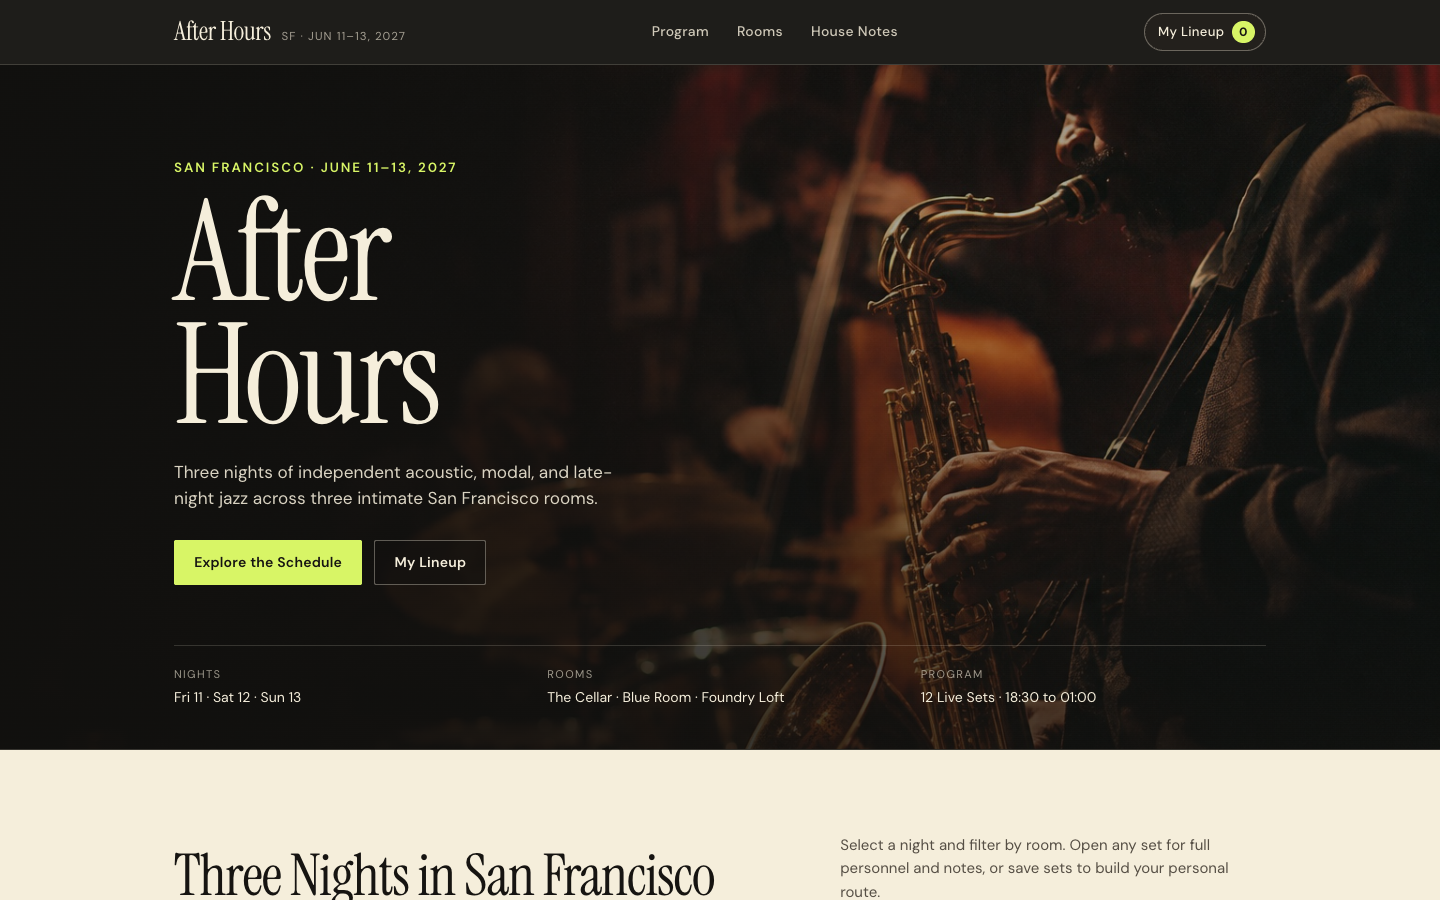 After Hours SF · JUN 11–13, 2027
Program Rooms House Notes
My Lineup 0
SAN FRANCISCO · JUNE 11–13, 2027
After
Hours
Three nights of independent acoustic, modal, and late-
night jazz across three intimate San Francisco rooms.
Explore the Schedule My Lineup
NIGHTS
Fri 11 · Sat 12 · Sun 13
ROOMS
The Cellar · Blue Room · Foundry Loft
PROGRAM
12 Live Sets · 18:30 to 01:00
Three Nights in San Francisco
Select a night and filter by room. Open any set for full
personnel and notes, or save sets to build your personal
route.